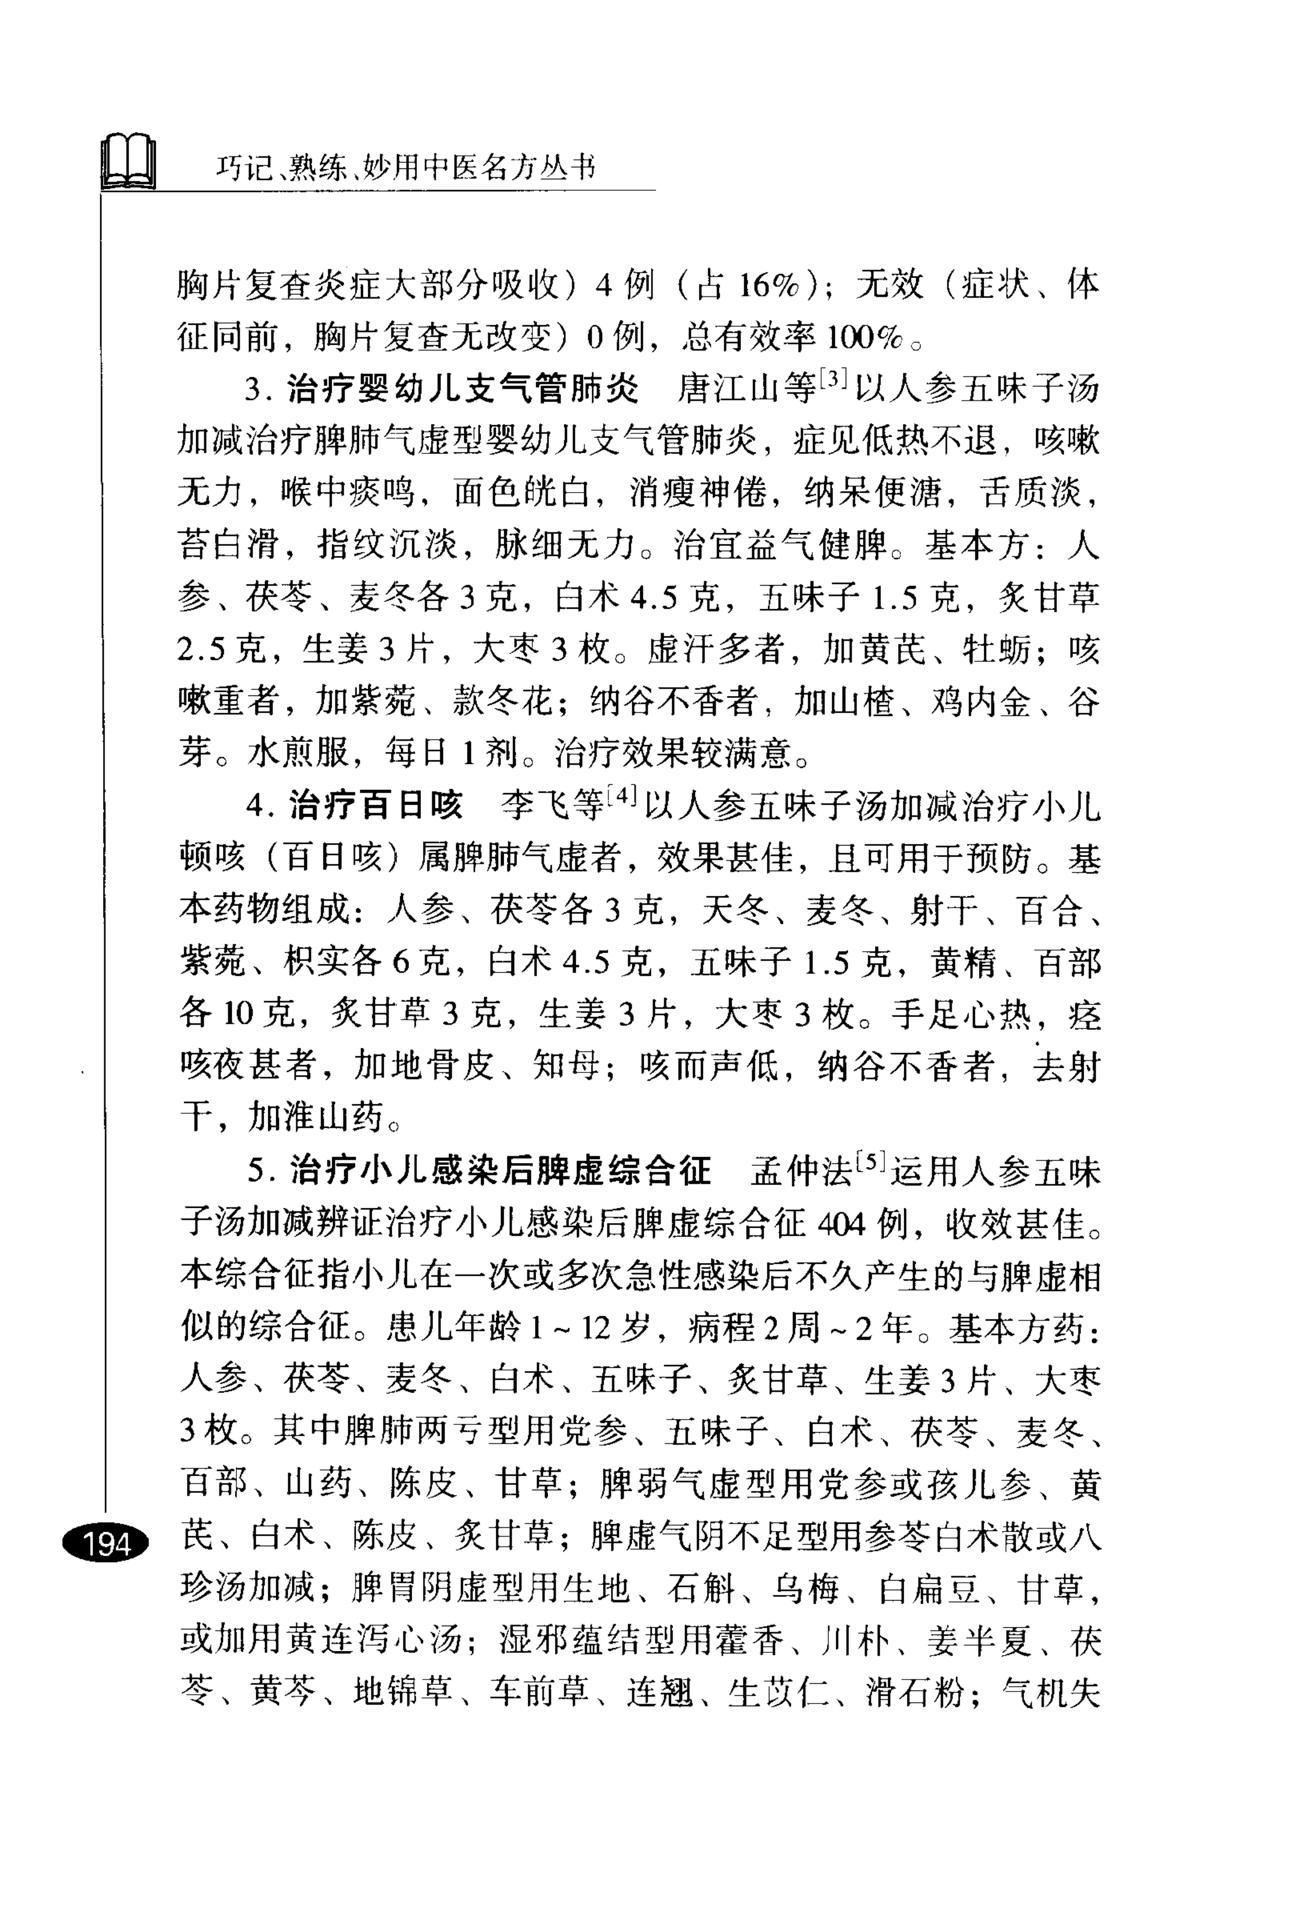 巧记、熟练、妙用中医名方丛书
胸片复查炎症大部分吸收）4 例（占 16%）；无效（症状、体
征同前，胸片复查无改变）0 例，总有效率 100%。
3. 治疗婴幼儿支气管肺炎　唐江山等[3]以人参五味子汤
加减治疗脾肺气虚型婴幼儿支气管肺炎，症见低热不退，咳嗽
无力，喉中痰鸣，面色㿠白，消瘦神倦，纳呆便溏，舌质淡，
苔白滑，指纹沉淡，脉细无力。治宜益气健脾。基本方：人
参、茯苓、麦冬各 3 克，白术 4.5 克，五味子 1.5 克，炙甘草
2.5 克，生姜 3 片，大枣 3 枚。虚汗多者，加黄芪、牡蛎；咳
嗽重者，加紫菀、款冬花；纳谷不香者，加山楂、鸡内金、谷
芽。水煎服，每日 1 剂。治疗效果较满意。
4. 治疗百日咳　李飞等[4]以人参五味子汤加减治疗小儿
顿咳（百日咳）属脾肺气虚者，效果甚佳，且可用于预防。基
本药物组成：人参、茯苓各 3 克，天冬、麦冬、射干、百合、
紫菀、枳实各 6 克，白术 4.5 克，五味子 1.5 克，黄精、百部
各 10 克，炙甘草 3 克，生姜 3 片，大枣 3 枚。手足心热，痉
咳夜甚者，加地骨皮、知母；咳而声低，纳谷不香者，去射
干，加淮山药。
5. 治疗小儿感染后脾虚综合征　孟仲法[5]运用人参五味
子汤加减辨证治疗小儿感染后脾虚综合征 404 例，收效甚佳。
本综合征指小儿在一次或多次急性感染后不久产生的与脾虚相
似的综合征。患儿年龄 1～12 岁，病程 2 周～2 年。基本方药：
人参、茯苓、麦冬、白术、五味子、炙甘草、生姜 3 片、大枣
3 枚。其中脾肺两亏型用党参、五味子、白术、茯苓、麦冬、
百部、山药、陈皮、甘草；脾弱气虚型用党参或孩儿参、黄
芪、白术、陈皮、炙甘草；脾虚气阴不足型用参苓白术散或八
珍汤加减；脾胃阴虚型用生地、石斛、乌梅、白扁豆、甘草，
或加用黄连泻心汤；湿邪蕴结型用藿香、川朴、姜半夏、茯
苓、黄芩、地锦草、车前草、连翘、生苡仁、滑石粉；气机失
194